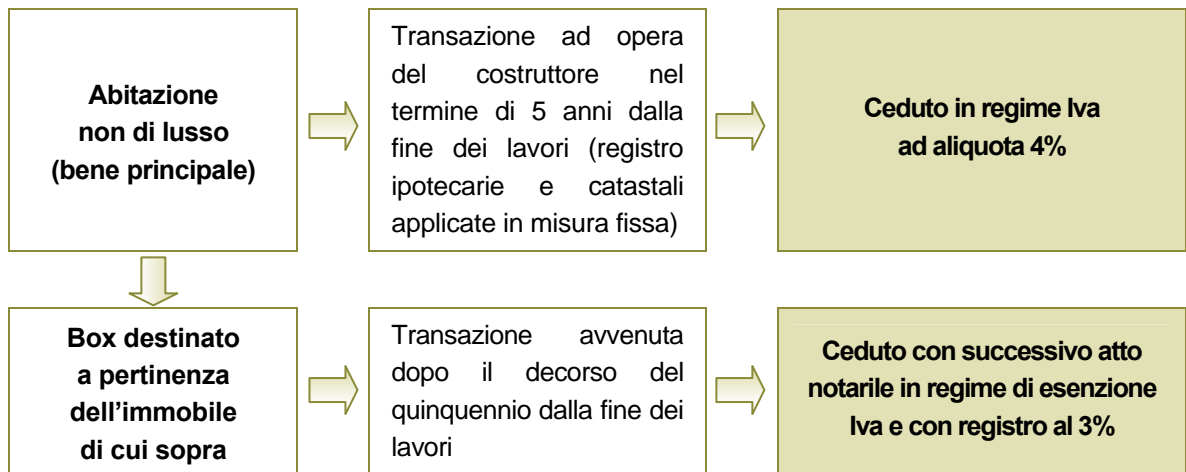 Abitazione
non di lusso
(bene principale)
Transazione ad opera
del costruttore nel
termine di 5 anni dalla
fine dei lavori (registro
ipotecarie e catastali
applicate in misura fissa)
Ceduto in regime Iva
ad aliquota 4%
Box destinato
a pertinenza
dell'immobile
di cui sopra
Transazione avvenuta
dopo il decorso del
quinquennio dalla fine dei
lavori
Ceduto con successivo atto
notarile in regime di esenzione
Iva e con registro al 3%